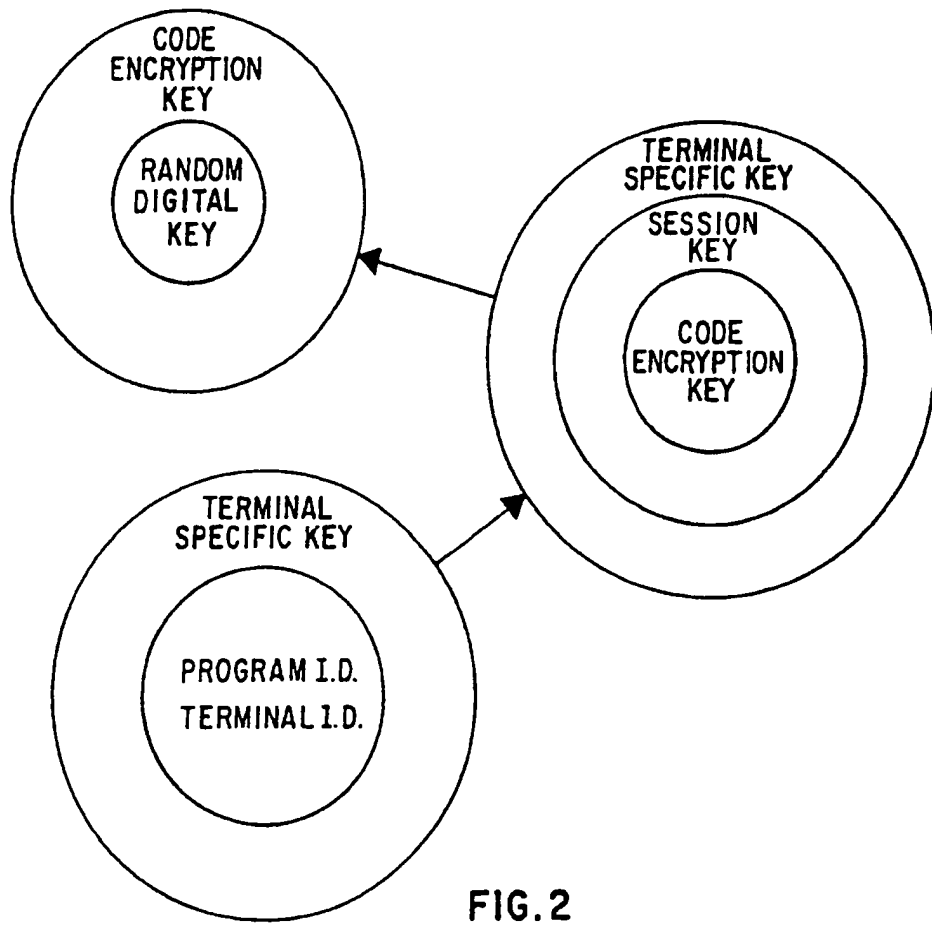 CODE
ENCRYPTION
KEY
RANDOM
DIGITAL
KEY
TERMINAL
SPECIFIC KEY
SESSION
KEY
CODE
ENCRYPTION
KEY
TERMINAL
SPECIFIC KEY
PROGRAM I.D.
TERMINAL I.D.
FIG.2